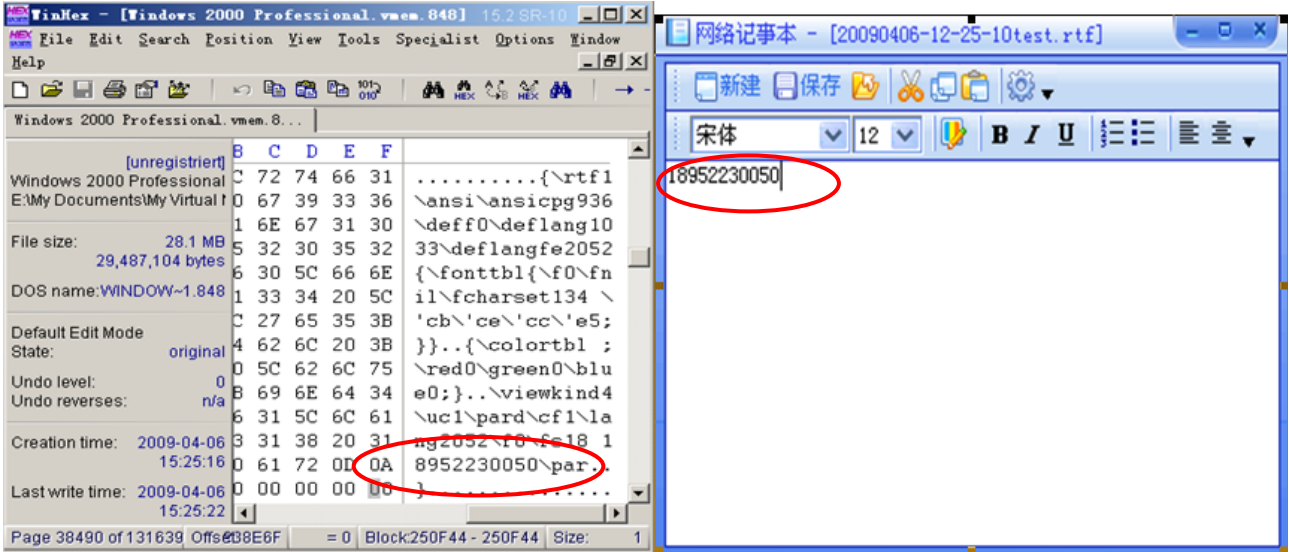 WinHex - [Windows 2000 Professional.vmem.848] 15.2 SR-10
File Edit Search Position View Tools Specialist Options Window
Help
Windows 2000 Professional.vmem.8...
[unregistriert]
Windows 2000 Professional
E:\My Documents\My Virtual
File size: 28.1 MB
29,487,104 bytes
DOS name:WINDOW~1.848
Default Edit Mode
State: original
Undo level: 0
Undo reverses: n/a
Creation time: 2009-04-06
15:25:16
Last write time: 2009-04-06
15:25:22
B C D E F
C 72 74 66 31 ..........{\rtf1
0 67 39 33 36 \ansi\ansicpg936
1 6E 67 31 30 \deff0\deflang10
5 32 30 35 32 33\deflangfe2052
6 30 5C 66 6E {\fonttbl{\f0\fn
1 33 34 20 5C il\fcharset134 \
C 27 65 35 3B 'cb\'ce\'cc\'e5;
4 62 6C 20 3B }}..{\colortbl ;
0 5C 62 6C 75 \red0\green0\blu
B 69 6E 64 34 e0;}..\viewkind4
6 31 5C 6C 61 \uc1\pard\cf1\la
3 31 38 20 31 ng2052\f0\fs18 1
0 61 72 0D 0A 8952230050\par..
0 00 00 00 00 }...............
Page 38490 of 131639 = 0 Block:250F44 - 250F44 Size: 1
网络记事本 - [20090406-12-25-10test.rtf]
新建 保存
宋体 12 B I U
18952230050